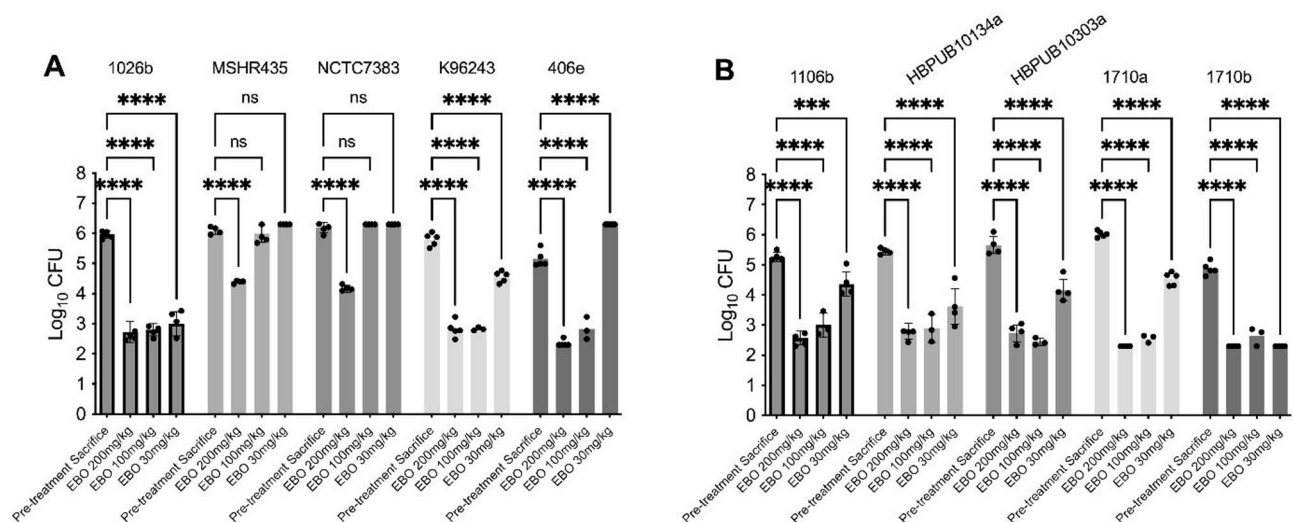 A
1026b MSHR435 NCTC7383 K96243 406e
**** ns ns **** ****
**** ns ns **** ****
**** **** **** **** ****
Log10 CFU
8
7
6
5
4
3
2
1
0
Pre-treatment Sacrifice
EBO 200mg/kg
EBO 100mg/kg
EBO 30mg/kg
Pre-treatment Sacrifice
EBO 200mg/kg
EBO 100mg/kg
EBO 30mg/kg
Pre-treatment Sacrifice
EBO 200mg/kg
EBO 100mg/kg
EBO 30mg/kg
Pre-treatment Sacrifice
EBO 200mg/kg
EBO 100mg/kg
EBO 30mg/kg
Pre-treatment Sacrifice
EBO 200mg/kg
EBO 100mg/kg
EBO 30mg/kg
B
1106b HBPUB10134a HBPUB10303a 1710a 1710b
*** **** **** **** ****
**** **** **** **** ****
**** **** **** **** ****
Log10 CFU
8
7
6
5
4
3
2
1
0
Pre-treatment Sacrifice
EBO 200mg/kg
EBO 100mg/kg
EBO 30mg/kg
Pre-treatment Sacrifice
EBO 200mg/kg
EBO 100mg/kg
EBO 30mg/kg
Pre-treatment Sacrifice
EBO 200mg/kg
EBO 100mg/kg
EBO 30mg/kg
Pre-treatment Sacrifice
EBO 200mg/kg
EBO 100mg/kg
EBO 30mg/kg
Pre-treatment Sacrifice
EBO 200mg/kg
EBO 100mg/kg
EBO 30mg/kg